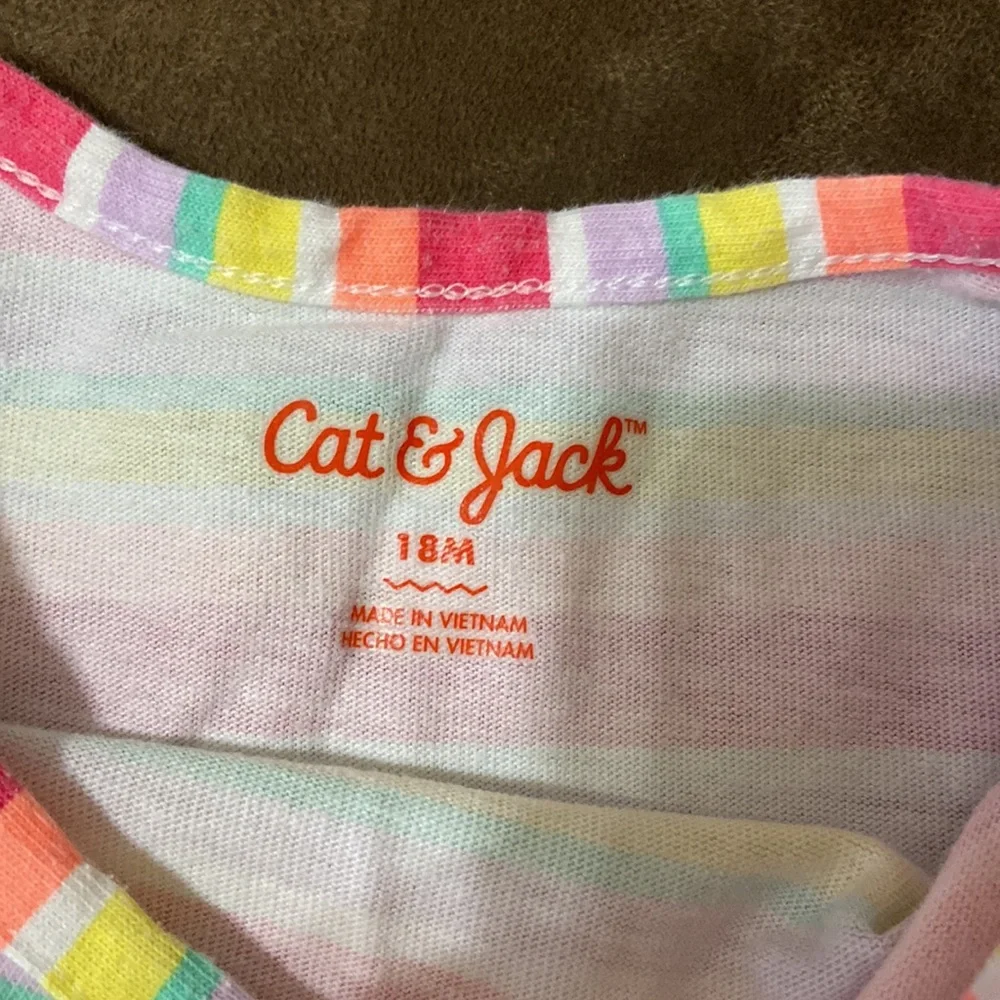 Cat & Jack™
18M
MADE IN VIETNAM
HECHO EN VIETNAM